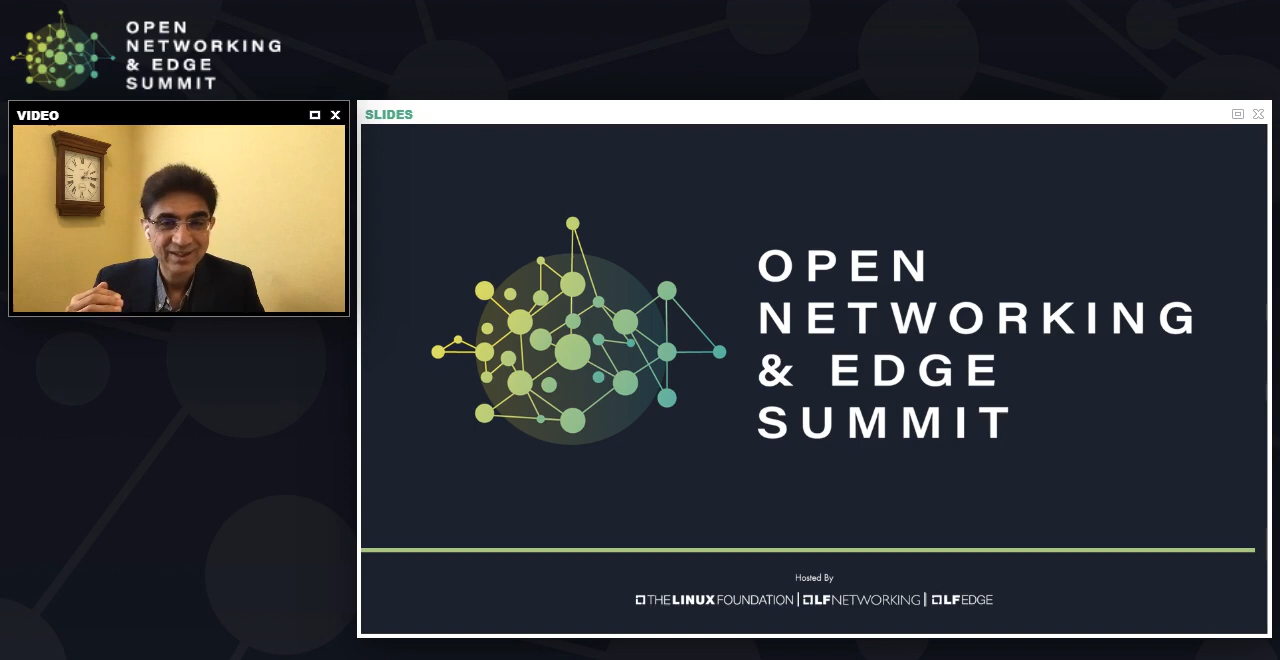 OPEN
NETWORKING
& EDGE
SUMMIT
VIDEO
SLIDES
OPEN
NETWORKING
& EDGE
SUMMIT
Hosted By
THE LINUX FOUNDATION | LF NETWORKING | LF EDGE